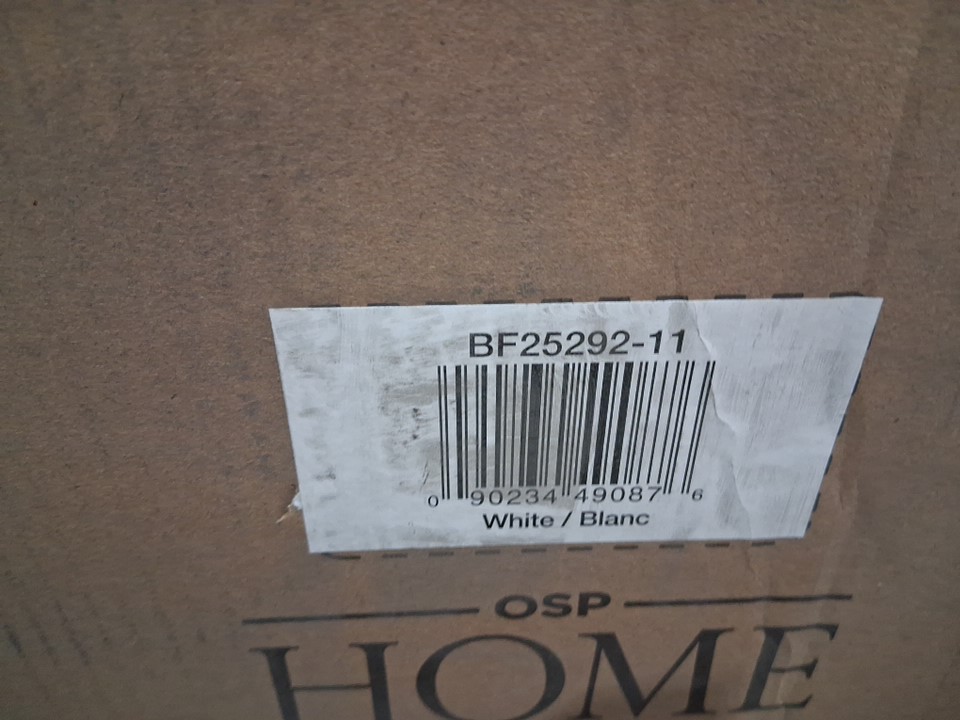 BF25292-11
0 90234 49087 6
White / Blanc
OSP
HOME